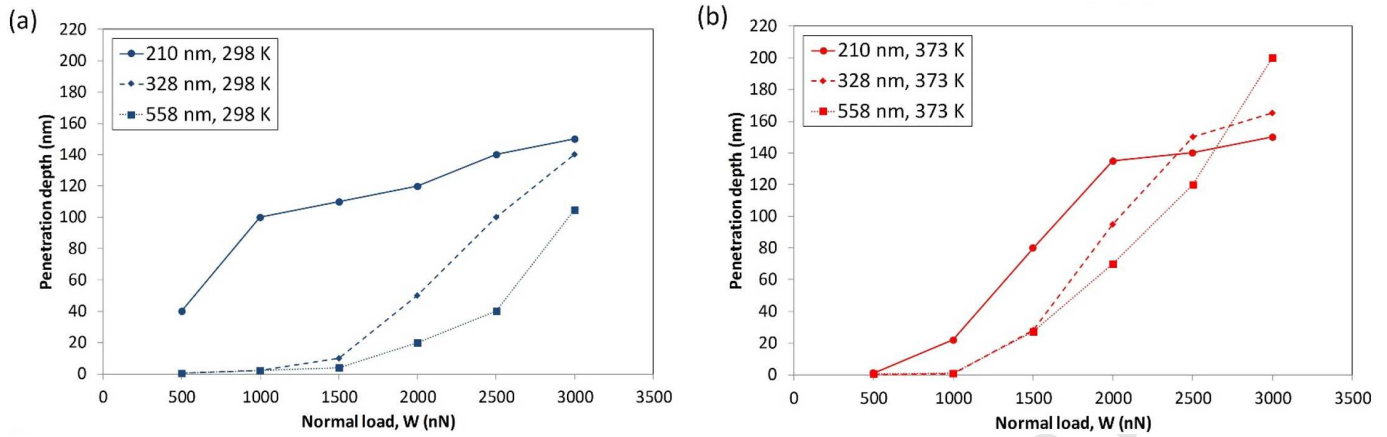 (a)
220
200
180
160
140
120
100
80
60
40
20
0
Penetration depth (nm)
210 nm, 298 K
328 nm, 298 K
558 nm, 298 K
0 500 1000 1500 2000 2500 3000 3500
Normal load, W (nN)
(b)
220
200
180
160
140
120
100
80
60
40
20
0
Penetration depth (nm)
210 nm, 373 K
328 nm, 373 K
558 nm, 373 K
0 500 1000 1500 2000 2500 3000 3500
Normal load, W (nN)